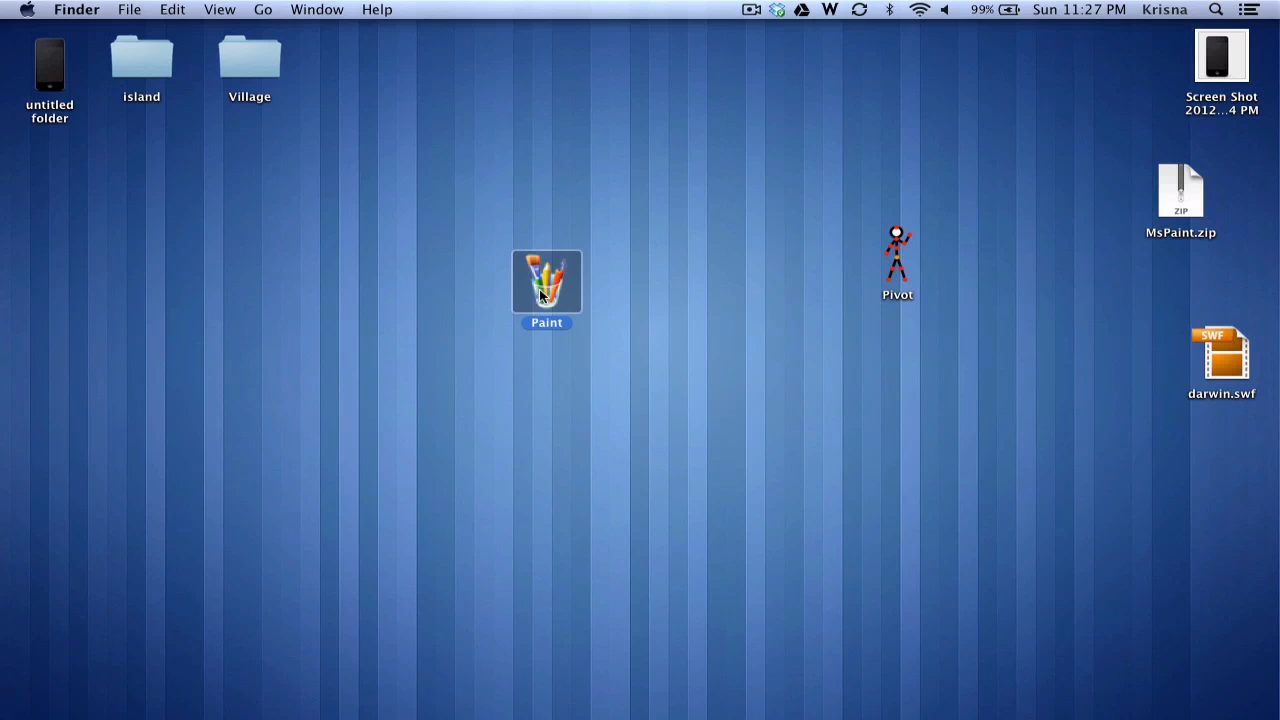 Finder File Edit View Go Window Help
W 99% Sun 11:27 PM Krisna
untitled
folder
island
Village
Screen Shot
2012...4 PM
ZIP
MsPaint.zip
Pivot
Paint
SWF
darwin.swf